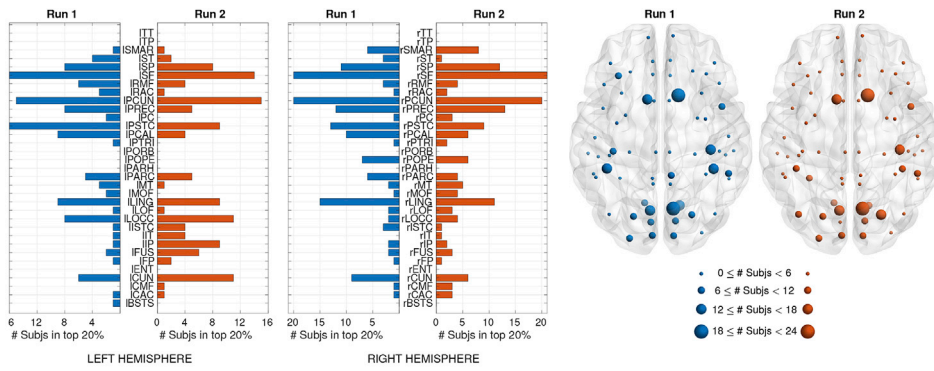 Run 1 Run 2 Run 1 Run 2 Run 1 Run 2
lTT rTT
lTP rTP
lSMAR rSMAR
lST rST
lSP rSP
lSF rSF
lRMF rRMF
lRAC rRAC
lPCUN rPCUN
lPREC rPREC
lPC rPC
lPSTC rPSTC
lPCAL rPCAL
lPTRI rPTRI
lPORB rPORB
lPOPE rPOPE
lPARH rPARH
lPARC rPARC
lMT rMT
lMOF rMOF
lLING rLING
lLOF rLOF
lLOCC rLOCC
lISTC rISTC
lIT rIT
lIP rIP
lFUS rFUS
lFP rFP
lENT rENT
lCUN rCUN
lCMF rCMF
lCAC rCAC
lBSTS rBSTS
6 12 8 4 0 4 8 12 16 20 15 10 5 0 5 10 15 20
# Subjs in top 20% # Subjs in top 20% # Subjs in top 20% # Subjs in top 20%
LEFT HEMISPHERE RIGHT HEMISPHERE
0 ≤ # Subjs < 6
6 ≤ # Subjs < 12
12 ≤ # Subjs < 18
18 ≤ # Subjs < 24